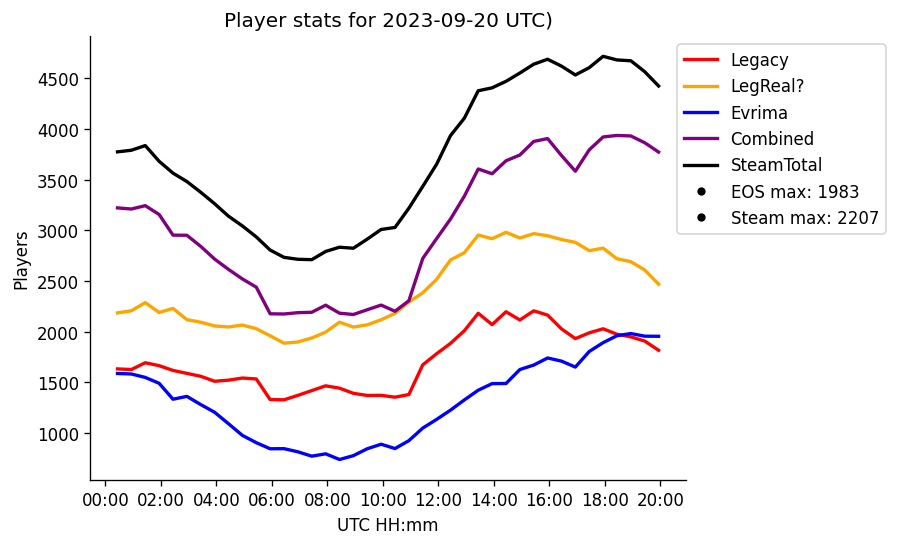 Player stats for 2023-09-20 UTC)
Legacy
LegReal?
Evrima
Combined
SteamTotal
EOS max: 1983
Steam max: 2207
Players
4500
4000
3500
3000
2500
2000
1500
1000
00:00 02:00 04:00 06:00 08:00 10:00 12:00 14:00 16:00 18:00 20:00
UTC HH:mm